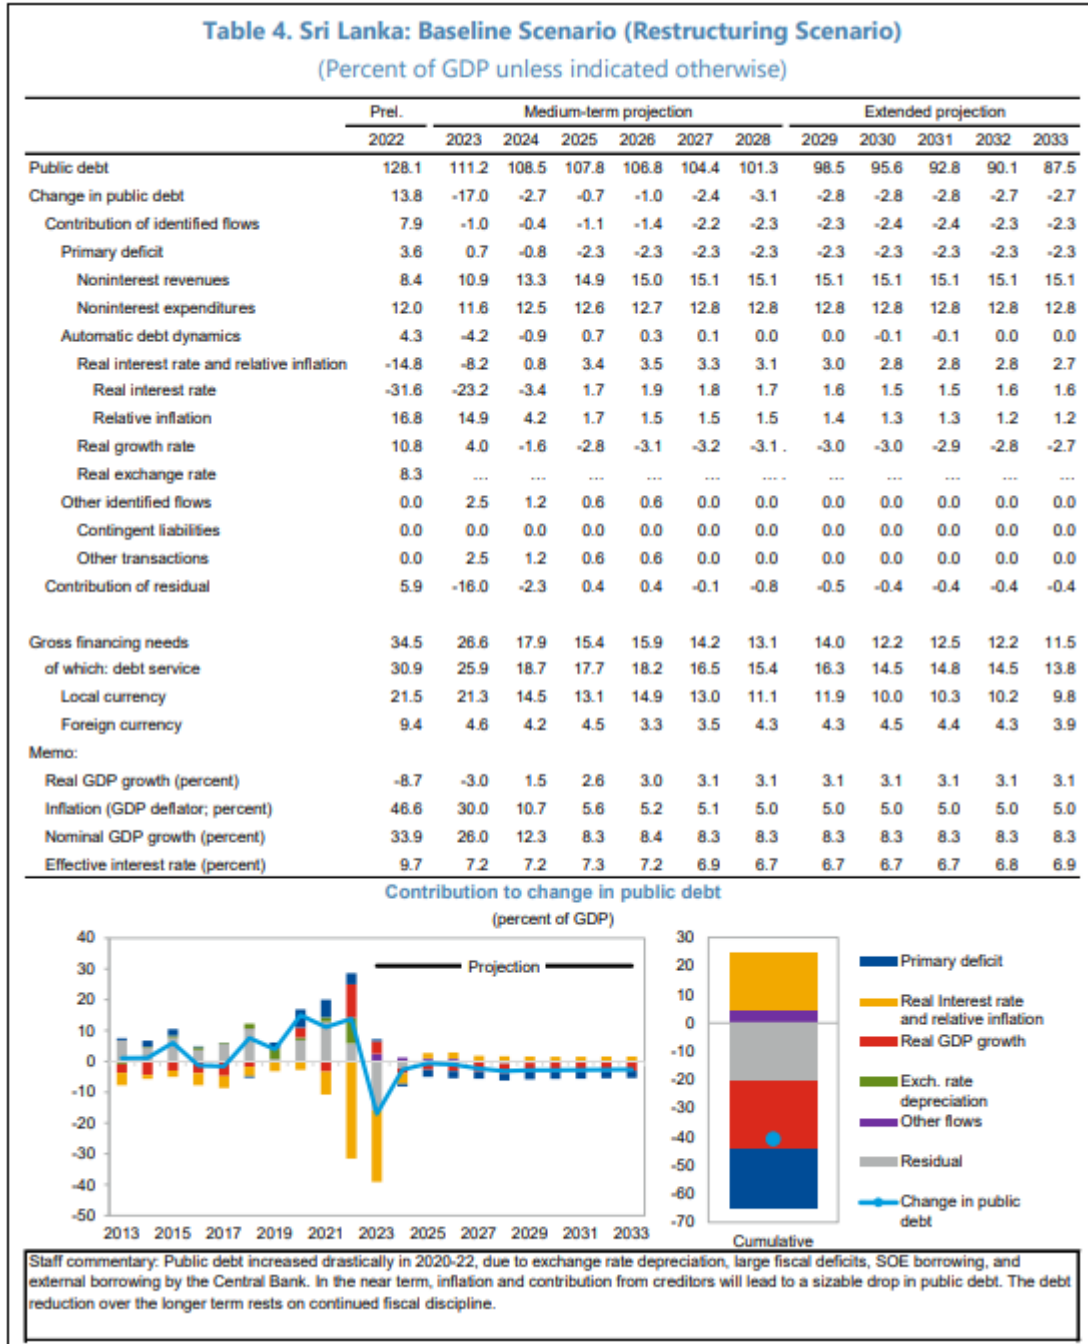 Table 4. Sri Lanka: Baseline Scenario (Restructuring Scenario)
(Percent of GDP unless indicated otherwise)
Prel. Medium-term projection Extended projection
2022 2023 2024 2025 2026 2027 2028 2029 2030 2031 2032 2033
Public debt 128.1 111.2 108.5 107.8 106.8 104.4 101.3 98.5 95.6 92.8 90.1 87.5
Change in public debt 13.8 -17.0 -2.7 -0.7 -1.0 -2.4 -3.1 -2.8 -2.8 -2.8 -2.7 -2.7
Contribution of identified flows 7.9 -1.0 -0.4 -1.1 -1.4 -2.2 -2.3 -2.3 -2.4 -2.4 -2.3 -2.3
Primary deficit 3.6 0.7 -0.8 -2.3 -2.3 -2.3 -2.3 -2.3 -2.3 -2.3 -2.3 -2.3
Noninterest revenues 8.4 10.9 13.3 14.9 15.0 15.1 15.1 15.1 15.1 15.1 15.1 15.1
Noninterest expenditures 12.0 11.6 12.5 12.6 12.7 12.8 12.8 12.8 12.8 12.8 12.8 12.8
Automatic debt dynamics 4.3 -4.2 -0.9 0.7 0.3 0.1 0.0 0.0 -0.1 -0.1 0.0 0.0
Real interest rate and relative inflation -14.8 -8.2 0.8 3.4 3.5 3.3 3.1 3.0 2.8 2.8 2.8 2.7
Real interest rate -31.6 -23.2 -3.4 1.7 1.9 1.8 1.7 1.6 1.5 1.5 1.6 1.6
Relative inflation 16.8 14.9 4.2 1.7 1.5 1.5 1.5 1.4 1.3 1.3 1.2 1.2
Real growth rate 10.8 4.0 -1.6 -2.8 -3.1 -3.2 -3.1 . -3.0 -3.0 -2.9 -2.8 -2.7
Real exchange rate 8.3 ... ... ... ... ... ... . ... ... ... ... ...
Other identified flows 0.0 2.5 1.2 0.6 0.6 0.0 0.0 0.0 0.0 0.0 0.0 0.0
Contingent liabilities 0.0 0.0 0.0 0.0 0.0 0.0 0.0 0.0 0.0 0.0 0.0 0.0
Other transactions 0.0 2.5 1.2 0.6 0.6 0.0 0.0 0.0 0.0 0.0 0.0 0.0
Contribution of residual 5.9 -16.0 -2.3 0.4 0.4 -0.1 -0.8 -0.5 -0.4 -0.4 -0.4 -0.4
Gross financing needs 34.5 26.6 17.9 15.4 15.9 14.2 13.1 14.0 12.2 12.5 12.2 11.5
of which: debt service 30.9 25.9 18.7 17.7 18.2 16.5 15.4 16.3 14.5 14.8 14.5 13.8
Local currency 21.5 21.3 14.5 13.1 14.9 13.0 11.1 11.9 10.0 10.3 10.2 9.8
Foreign currency 9.4 4.6 4.2 4.5 3.3 3.5 4.3 4.3 4.5 4.4 4.3 3.9
Memo:
Real GDP growth (percent) -8.7 -3.0 1.5 2.6 3.0 3.1 3.1 3.1 3.1 3.1 3.1 3.1
Inflation (GDP deflator; percent) 46.6 30.0 10.7 5.6 5.2 5.1 5.0 5.0 5.0 5.0 5.0 5.0
Nominal GDP growth (percent) 33.9 26.0 12.3 8.3 8.4 8.3 8.3 8.3 8.3 8.3 8.3 8.3
Effective interest rate (percent) 9.7 7.2 7.2 7.3 7.2 6.9 6.7 6.7 6.7 6.7 6.8 6.9
Contribution to change in public debt
(percent of GDP)
40
30
20
10
0
-10
-20
-30
-40
-50
Projection
2013 2015 2017 2019 2021 2023 2025 2027 2029 2031 2033
30
20
10
0
-10
-20
-30
-40
-50
-60
-70
Cumulative
Primary deficit
Real Interest rate
and relative inflation
Real GDP growth
Exch. rate
depreciation
Other flows
Residual
Change in public
debt
Staff commentary: Public debt increased drastically in 2020-22, due to exchange rate depreciation, large fiscal deficits, SOE borrowing, and
external borrowing by the Central Bank. In the near term, inflation and contribution from creditors will lead to a sizable drop in public debt. The debt
reduction over the longer term rests on continued fiscal discipline.